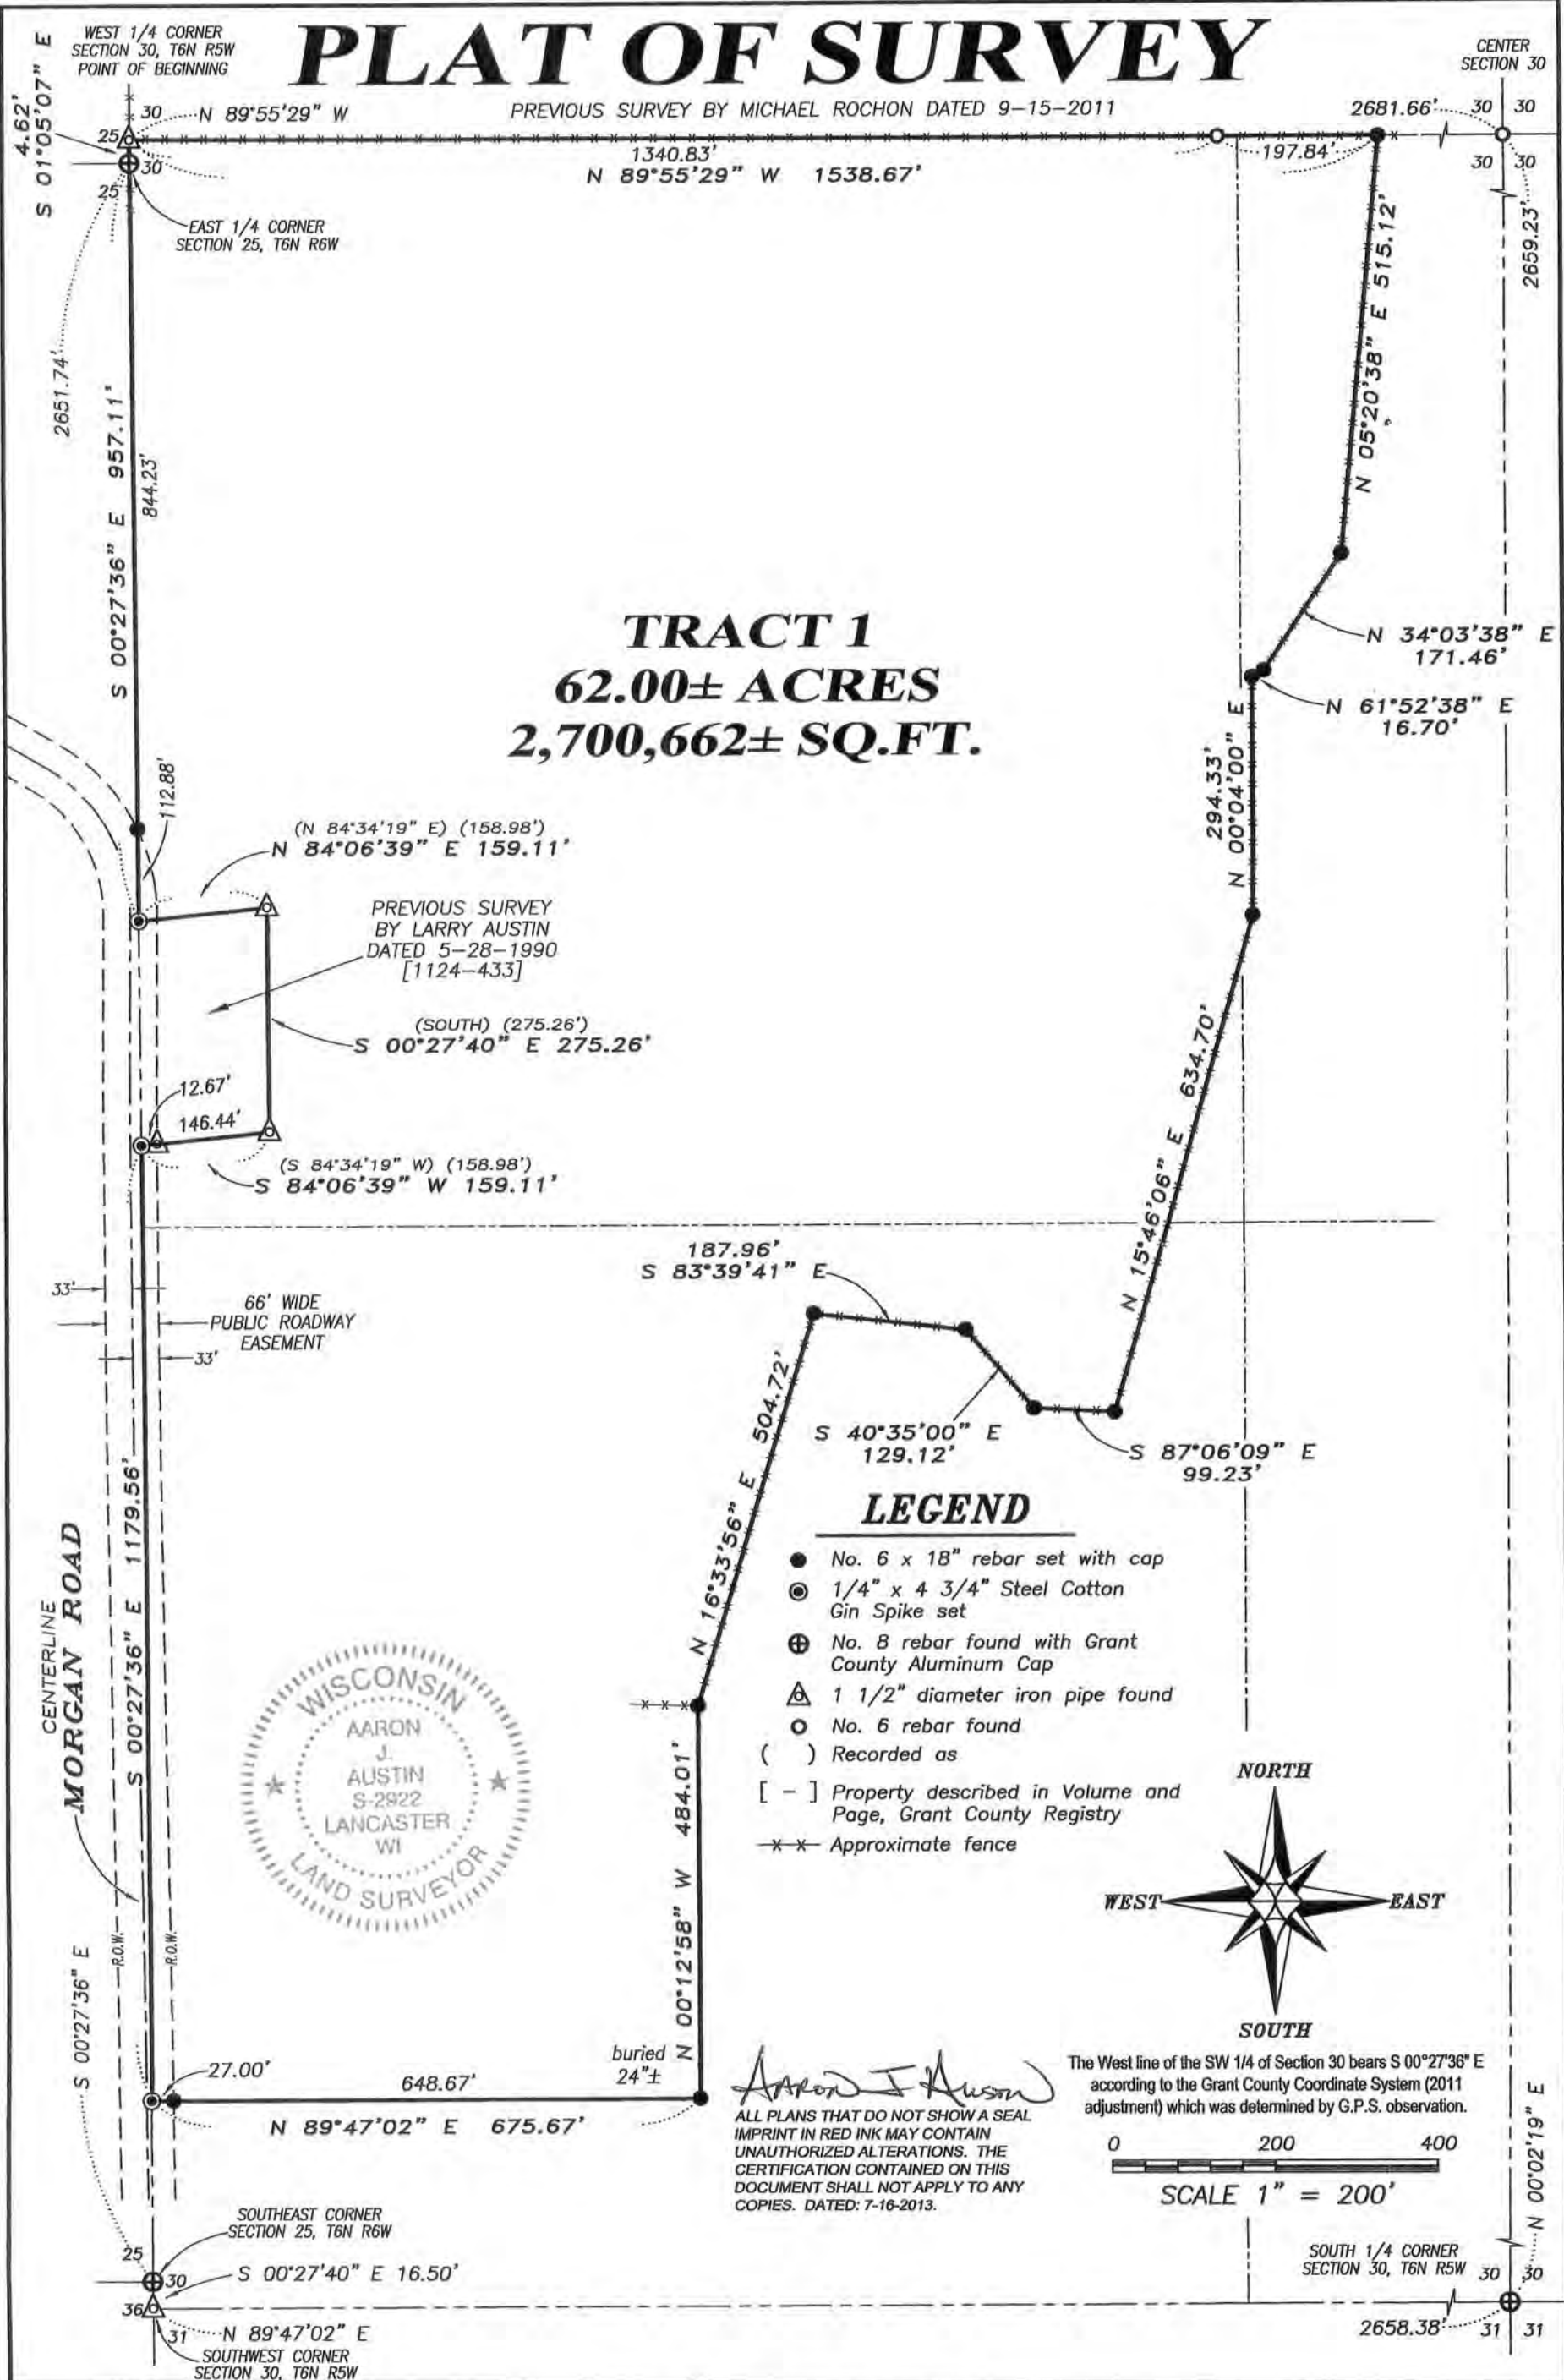 PLAT OF SURVEY
WEST 1/4 CORNER
SECTION 30, T6N R5W
POINT OF BEGINNING
CENTER
SECTION 30
PREVIOUS SURVEY BY MICHAEL ROCHON DATED 9-15-2011
4.62'
S 01°05'07" E
30
N 89°55'29" W
2681.66'
30 30
25
30
25
1340.83'
197.84'
N 89°55'29" W 1538.67'
30 30
EAST 1/4 CORNER
SECTION 25, T6N R6W
2659.23'
N 05°20'38" E 515.12'
2651.74'
S 00°27'36" E 957.11'
844.23'
TRACT 1
62.00± ACRES
2,700,662± SQ.FT.
N 34°03'38" E
171.46'
N 61°52'38" E
16.70'
294.33'
N 00°04'00" E
112.88'
(N 84°34'19" E) (158.98')
N 84°06'39" E 159.11'
PREVIOUS SURVEY
BY LARRY AUSTIN
DATED 5-28-1990
[1124-433]
(SOUTH) (275.26')
S 00°27'40" E 275.26'
12.67'
146.44'
(S 84°34'19" W) (158.98')
S 84°06'39" W 159.11'
N 15°46'06" E 634.70'
187.96'
S 83°39'41" E
33'
66' WIDE
PUBLIC ROADWAY
EASEMENT
33'
S 40°35'00" E
129.12'
S 87°06'09" E
99.23'
N 16°33'56" E 504.72'
S 00°27'36" E 1179.56'
CENTERLINE
MORGAN ROAD
LEGEND
No. 6 x 18" rebar set with cap
1/4" x 4 3/4" Steel Cotton
Gin Spike set
No. 8 rebar found with Grant
County Aluminum Cap
1 1/2" diameter iron pipe found
No. 6 rebar found
( ) Recorded as
[ - ] Property described in Volume and
Page, Grant County Registry
-x-x- Approximate fence
WISCONSIN
AARON
J.
AUSTIN
S-2922
LANCASTER
WI
LAND SURVEYOR
N 00°12'58" W 484.01'
NORTH
WEST
EAST
SOUTH
R.O.W.
R.O.W.
S 00°27'36" E
27.00'
648.67'
buried
24"±
N 89°47'02" E 675.67'
Aaron J Austin
ALL PLANS THAT DO NOT SHOW A SEAL
IMPRINT IN RED INK MAY CONTAIN
UNAUTHORIZED ALTERATIONS. THE
CERTIFICATION CONTAINED ON THIS
DOCUMENT SHALL NOT APPLY TO ANY
COPIES. DATED: 7-16-2013.
The West line of the SW 1/4 of Section 30 bears S 00°27'36" E
according to the Grant County Coordinate System (2011
adjustment) which was determined by G.P.S. observation.
0 200 400
SCALE 1" = 200'
N 00°02'19" E
SOUTHEAST CORNER
SECTION 25, T6N R6W
25
30
S 00°27'40" E 16.50'
36
31
N 89°47'02" E
SOUTHWEST CORNER
SECTION 30, T6N R5W
SOUTH 1/4 CORNER
SECTION 30, T6N R5W
30 30
2658.38'
31 31